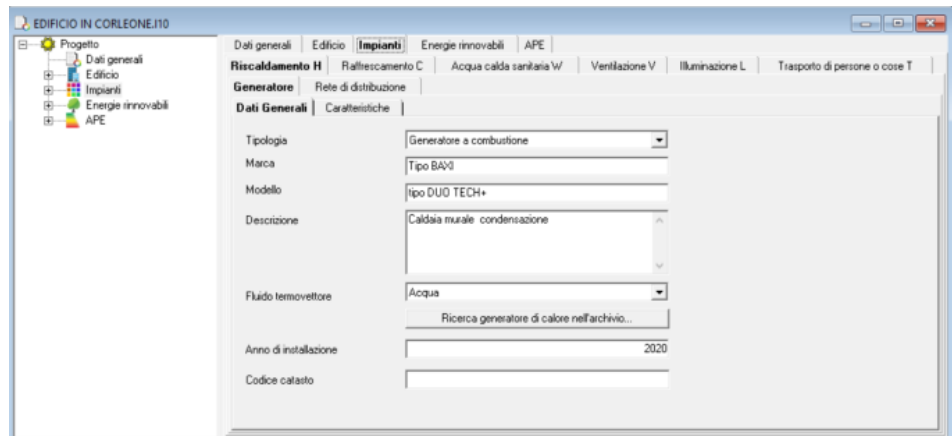 EDIFICIO IN CORLEONE.I10
Progetto
Dati generali
Edificio
Impianti
Energie rinnovabili
APE
Dati generali Edificio Impianti Energie rinnovabili APE
Riscaldamento H Raffrescamento C Acqua calda sanitaria W Ventilazione V Illuminazione L Trasporto di persone o cose T
Generatore Rete di distribuzione
Dati Generali Caratteristiche
Tipologia Generatore a combustione
Marca Tipo BAXI
Modello tipo DUO TECH+
Descrizione Caldaia murale condensazione
Fluido termovettore Acqua
Ricerca generatore di calore nell'archivio...
Anno di installazione 2020
Codice catasto